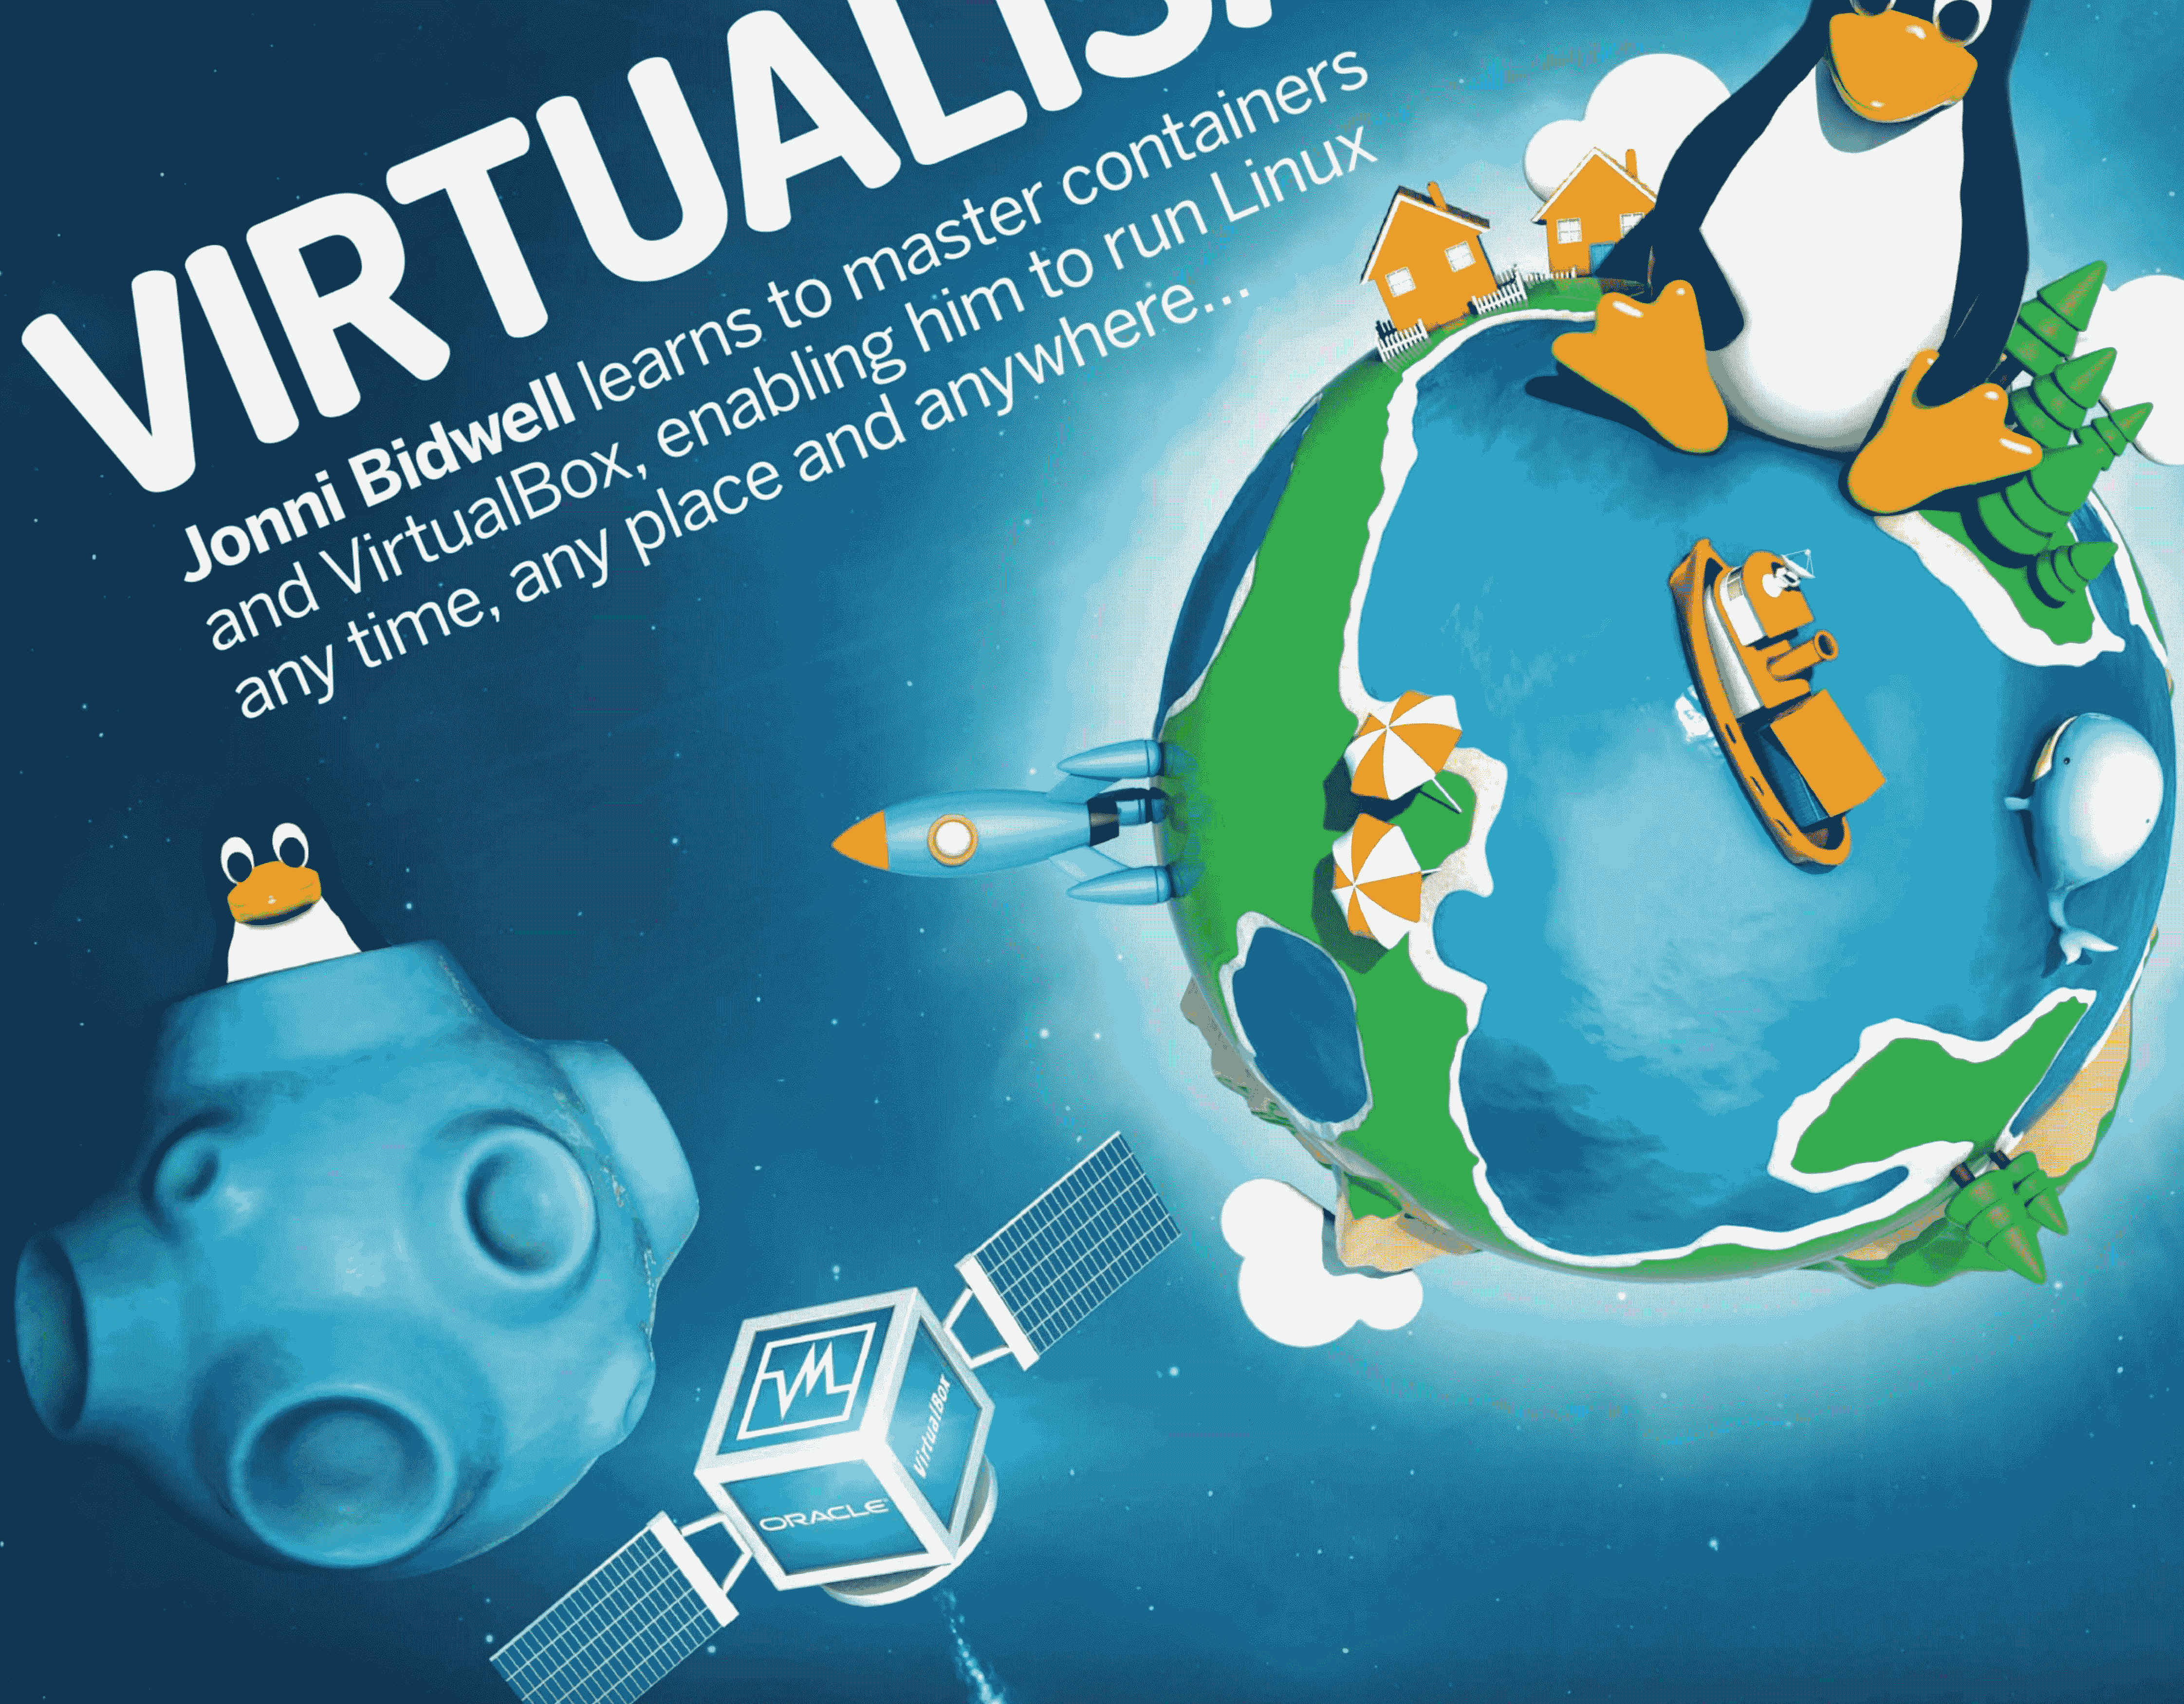 VIRTUALIS
Jonni Bidwell learns to master containers
and VirtualBox, enabling him to run Linux
any time, any place and anywhere...
VM
VirtualBox
ORACLE